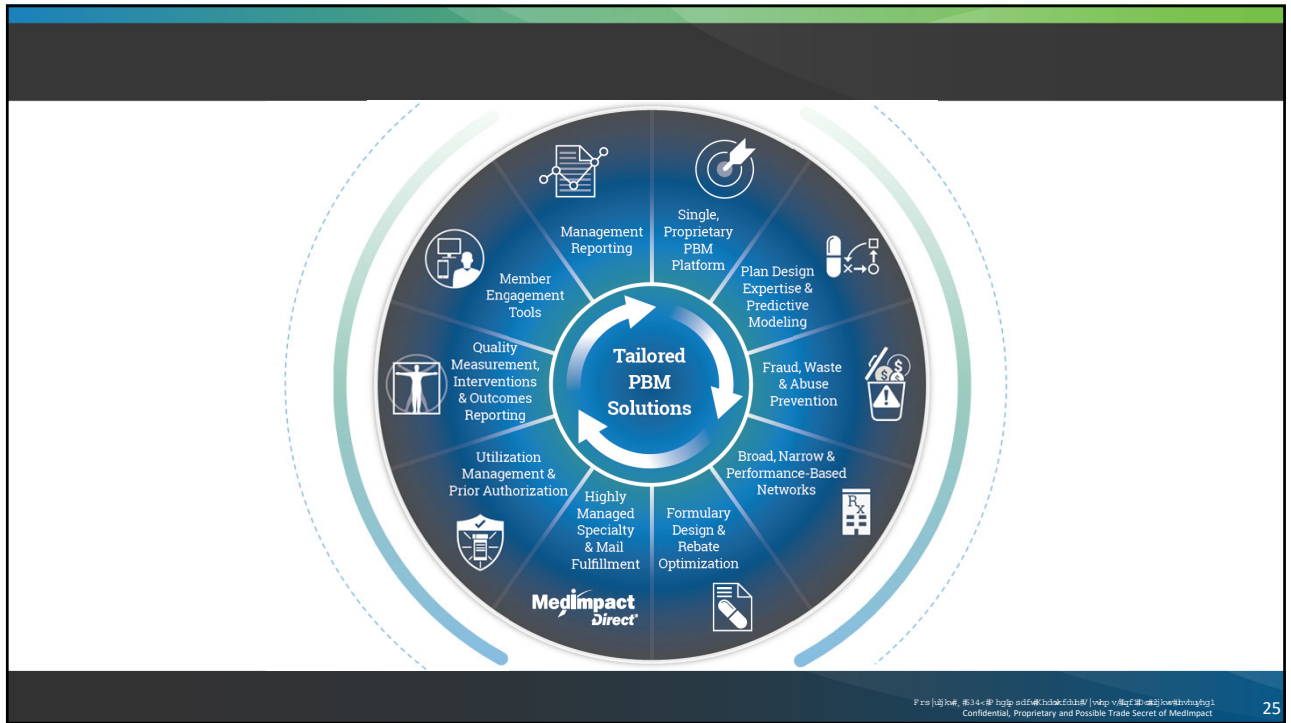 Management
Reporting
Single,
Proprietary
PBM
Platform
Plan Design
Expertise &
Predictive
Modeling
Fraud, Waste
& Abuse
Prevention
Broad, Narrow &
Performance-Based
Networks
Rx
Formulary
Design &
Rebate
Optimization
Highly
Managed
Specialty
& Mail
Fulfillment
MedImpact
Direct®
Utilization
Management &
Prior Authorization
Quality
Measurement,
Interventions
& Outcomes
Reporting
Member
Engagement
Tools
Tailored
PBM
Solutions
$ $
Confidential, Proprietary and Possible Trade Secret of MedImpact
25